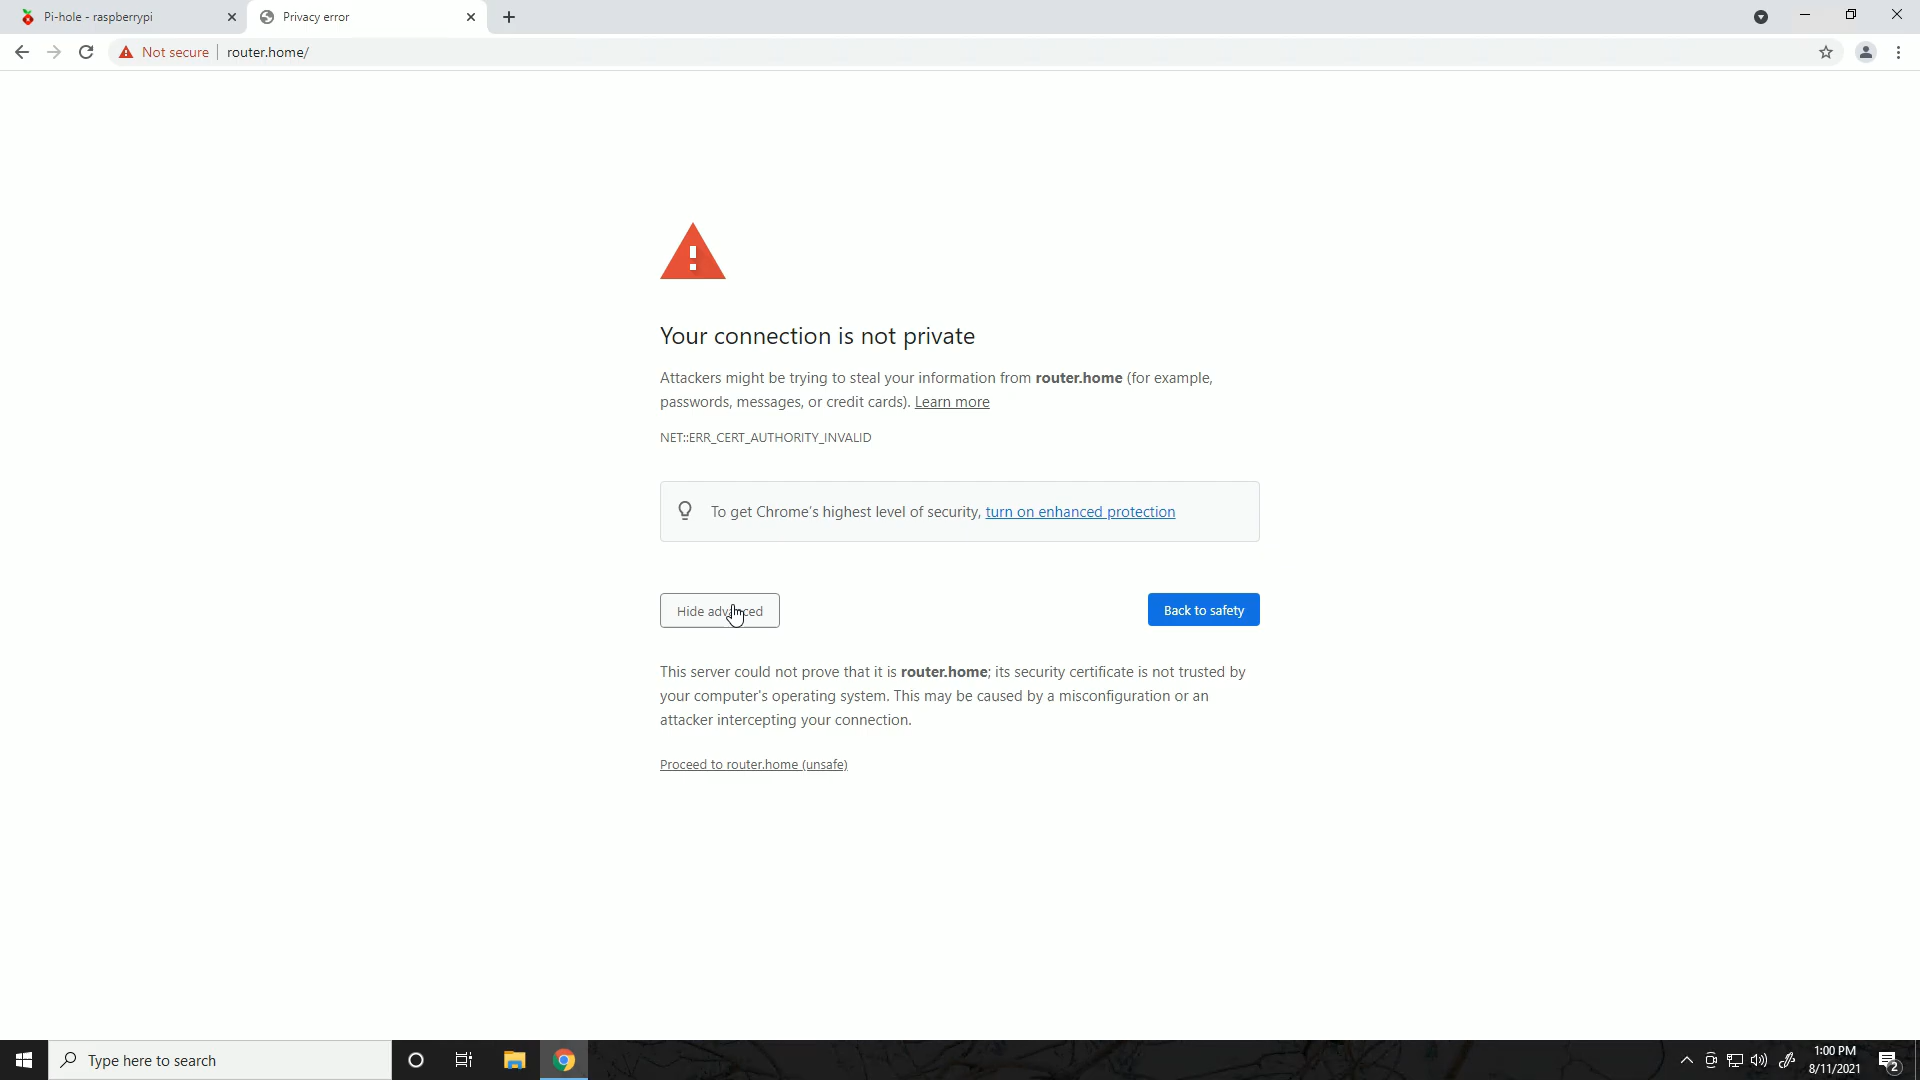 Pi-hole - raspberrypi
Privacy error
Not secure
router.home/
Your connection is not private
Attackers might be trying to steal your information from router.home (for example,
passwords, messages, or credit cards). Learn more
NET::ERR_CERT_AUTHORITY_INVALID
To get Chrome's highest level of security, turn on enhanced protection
Hide advanced
Back to safety
This server could not prove that it is router.home; its security certificate is not trusted by
your computer's operating system. This may be caused by a misconfiguration or an
attacker intercepting your connection.
Proceed to router.home (unsafe)
Type here to search
1:00 PM
8/11/2021
2